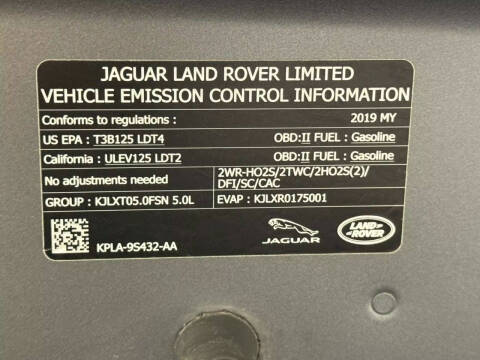 JAGUAR LAND ROVER LIMITED
VEHICLE EMISSION CONTROL INFORMATION
Conforms to regulations : 2019 MY
US EPA : T3B125 LDT4 OBD:II FUEL : Gasoline
California : ULEV125 LDT2 OBD:II FUEL : Gasoline
No adjustments needed 2WR-HO2S/2TWC/2HO2S(2)/
DFI/SC/CAC
GROUP : KJLXT05.0FSN 5.0L EVAP : KJLXR0175001
KPLA-9S432-AA
JAGUAR
LAND
ROVER